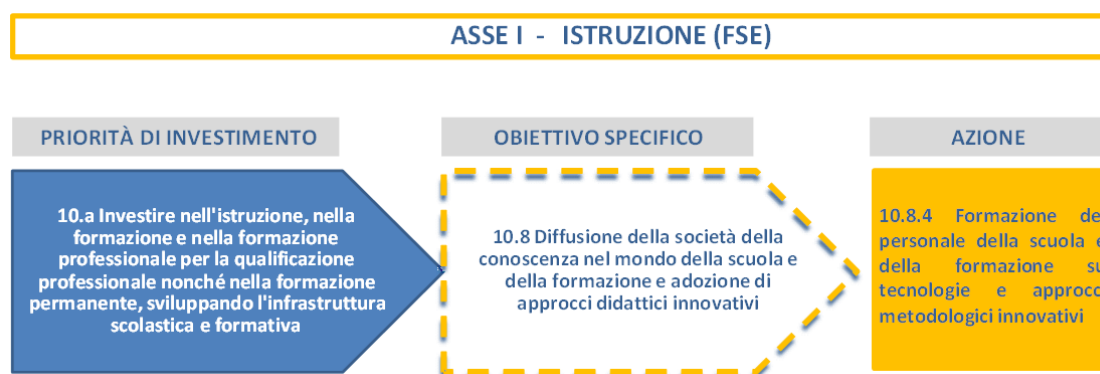 ASSE I - ISTRUZIONE (FSE)
PRIORITÀ DI INVESTIMENTO
10.a Investire nell'istruzione, nella
formazione e nella formazione
professionale per la qualificazione
professionale nonché nella formazione
permanente, sviluppando l'infrastruttura
scolastica e formativa
OBIETTIVO SPECIFICO
10.8 Diffusione della società della
conoscenza nel mondo della scuola e
della formazione e adozione di
approcci didattici innovativi
AZIONE
10.8.4 Formazione de
personale della scuola e
della formazione su
tecnologie e approcc
metodologici innovativi